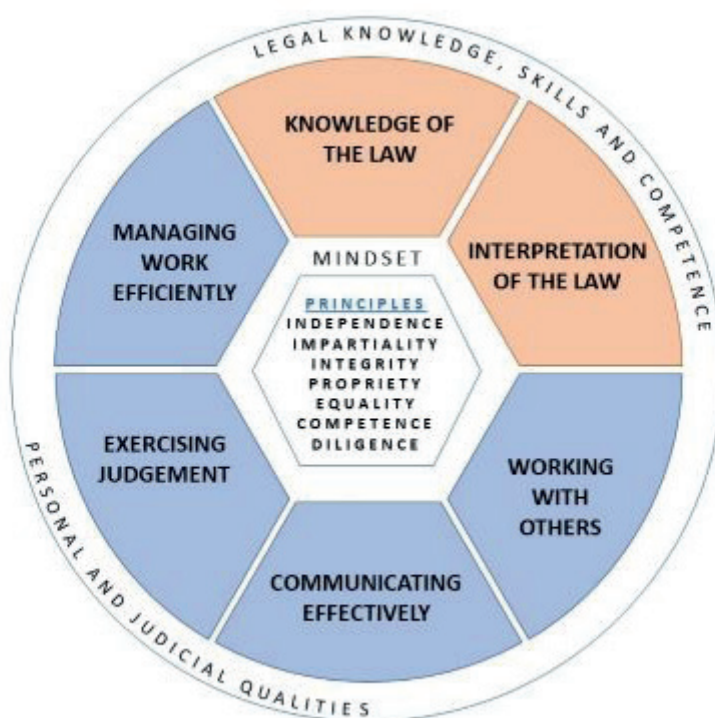 LEGAL KNOWLEDGE, SKILLS AND COMPETENCE
KNOWLEDGE OF
THE LAW
INTERPRETATION
OF THE LAW
MANAGING
WORK
EFFICIENTLY
MINDSET
PRINCIPLES
INDEPENDENCE
IMPARTIALITY
INTEGRITY
PROPRIETY
EQUALITY
COMPETENCE
DILIGENCE
EXERCISING
JUDGEMENT
WORKING
WITH
OTHERS
COMMUNICATING
EFFECTIVELY
PERSONAL AND JUDICIAL QUALITIES